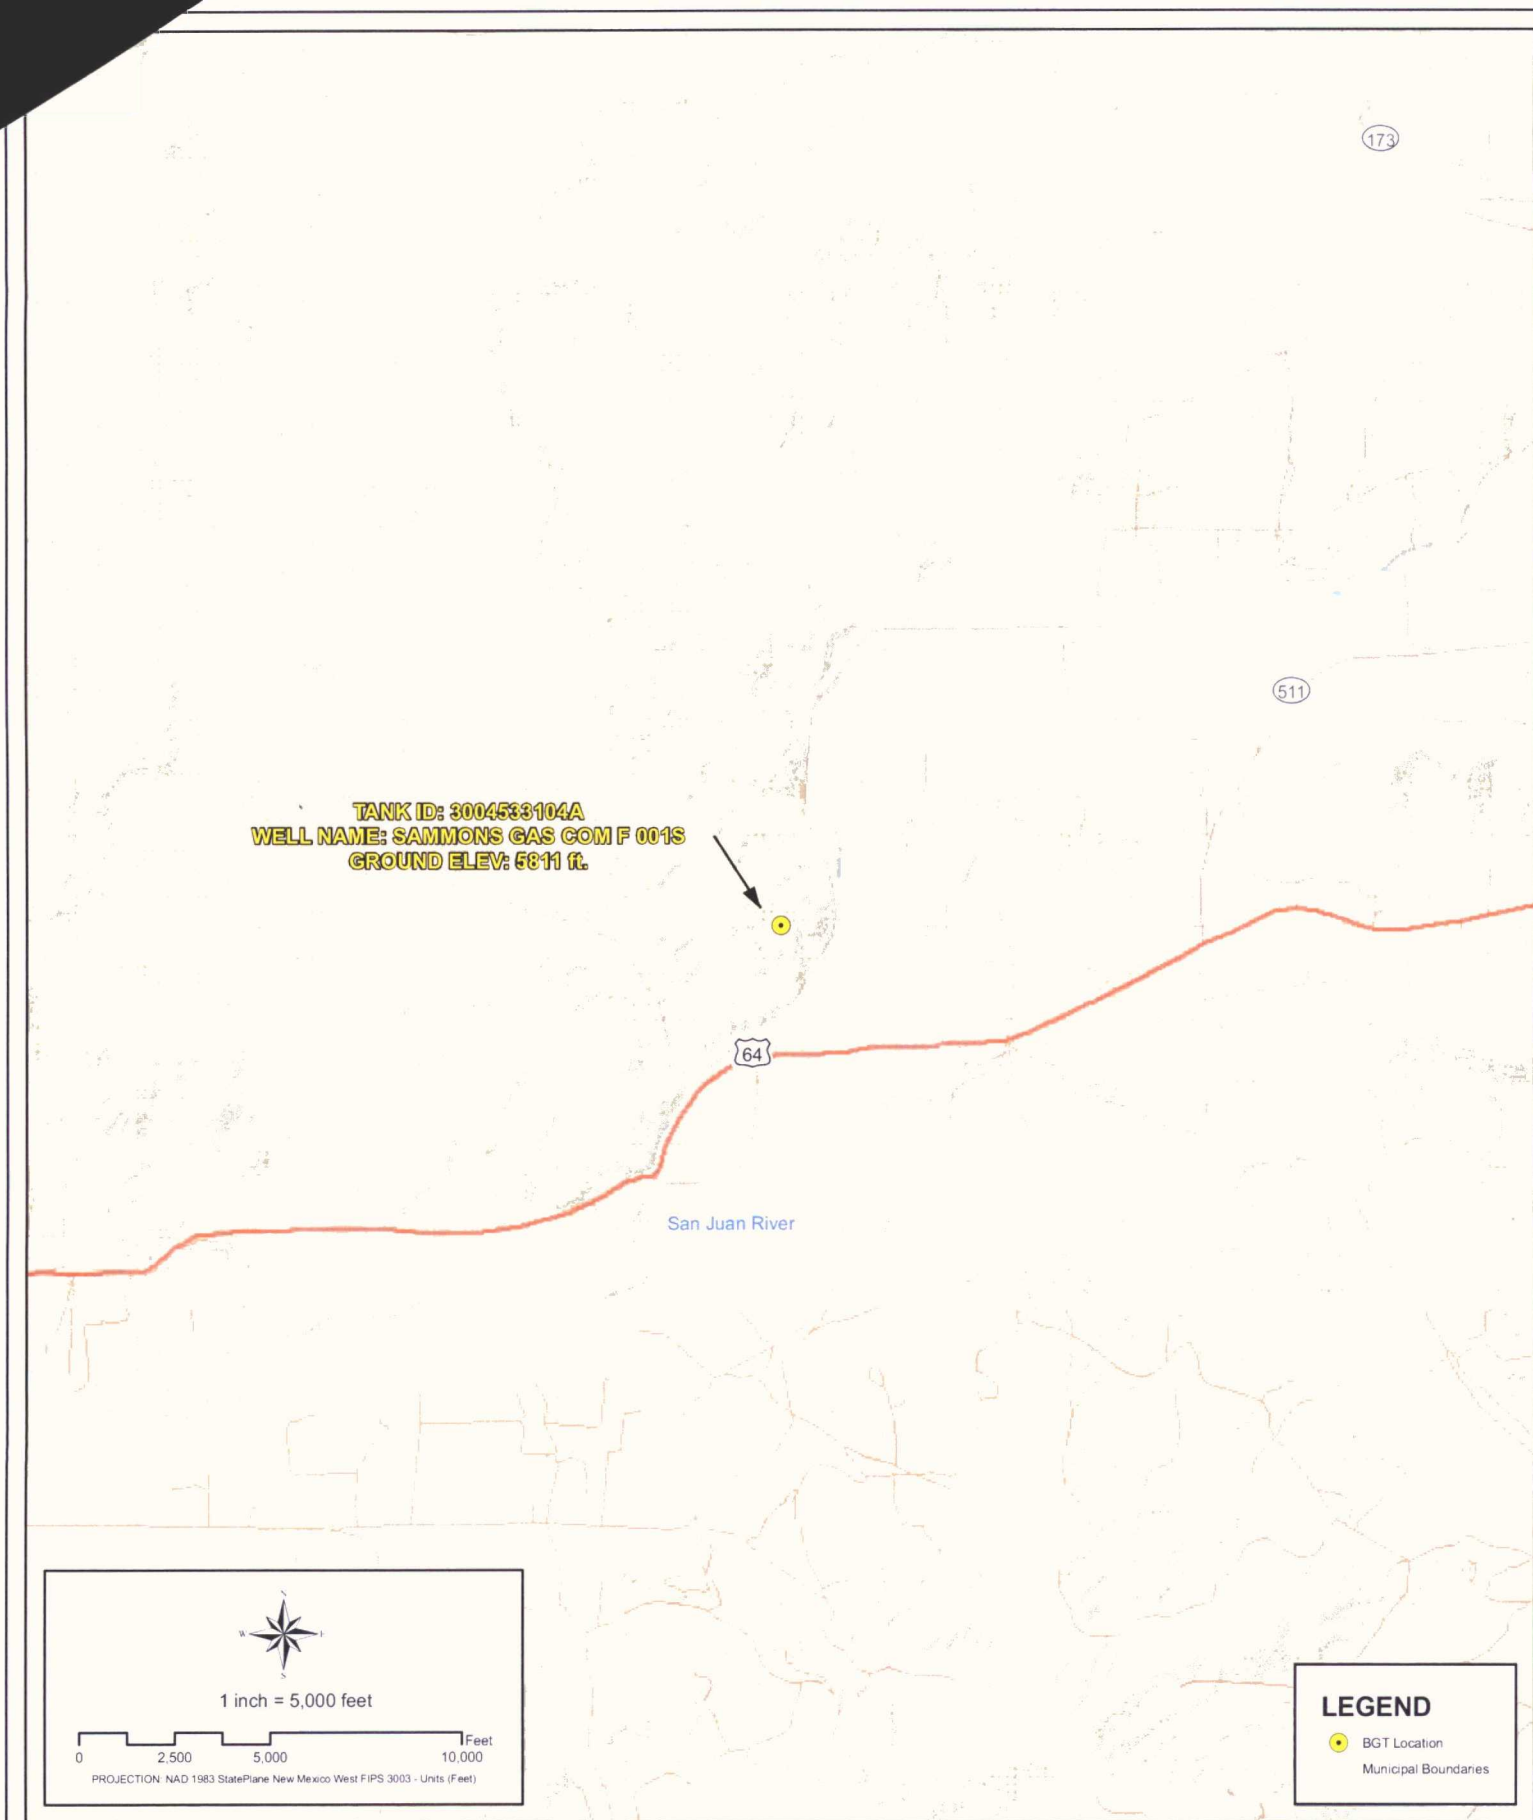 173
511
TANK ID: 3004533104A
WELL NAME: SAMMONS GAS COM F 001S
GROUND ELEV: 5811 ft.
64
San Juan River
N
W E
S
1 inch = 5,000 feet
Feet
0 2,500 5,000 10,000
PROJECTION: NAD 1983 StatePlane New Mexico West FIPS 3003 - Units (Feet)
LEGEND
BGT Location
Municipal Boundaries